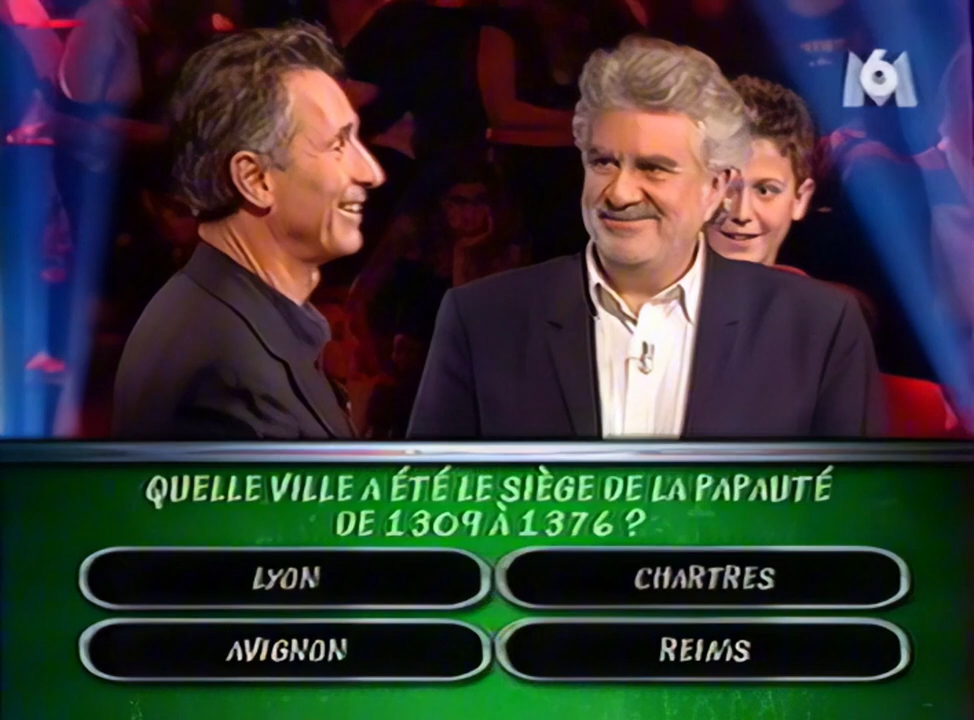 M6
QUELLE VILLE A ÉTÉ LE SIÈGE DE LA PAPAUTÉ
DE 1309 À 1376 ?
LYON
CHARTRES
AVIGNON
REIMS